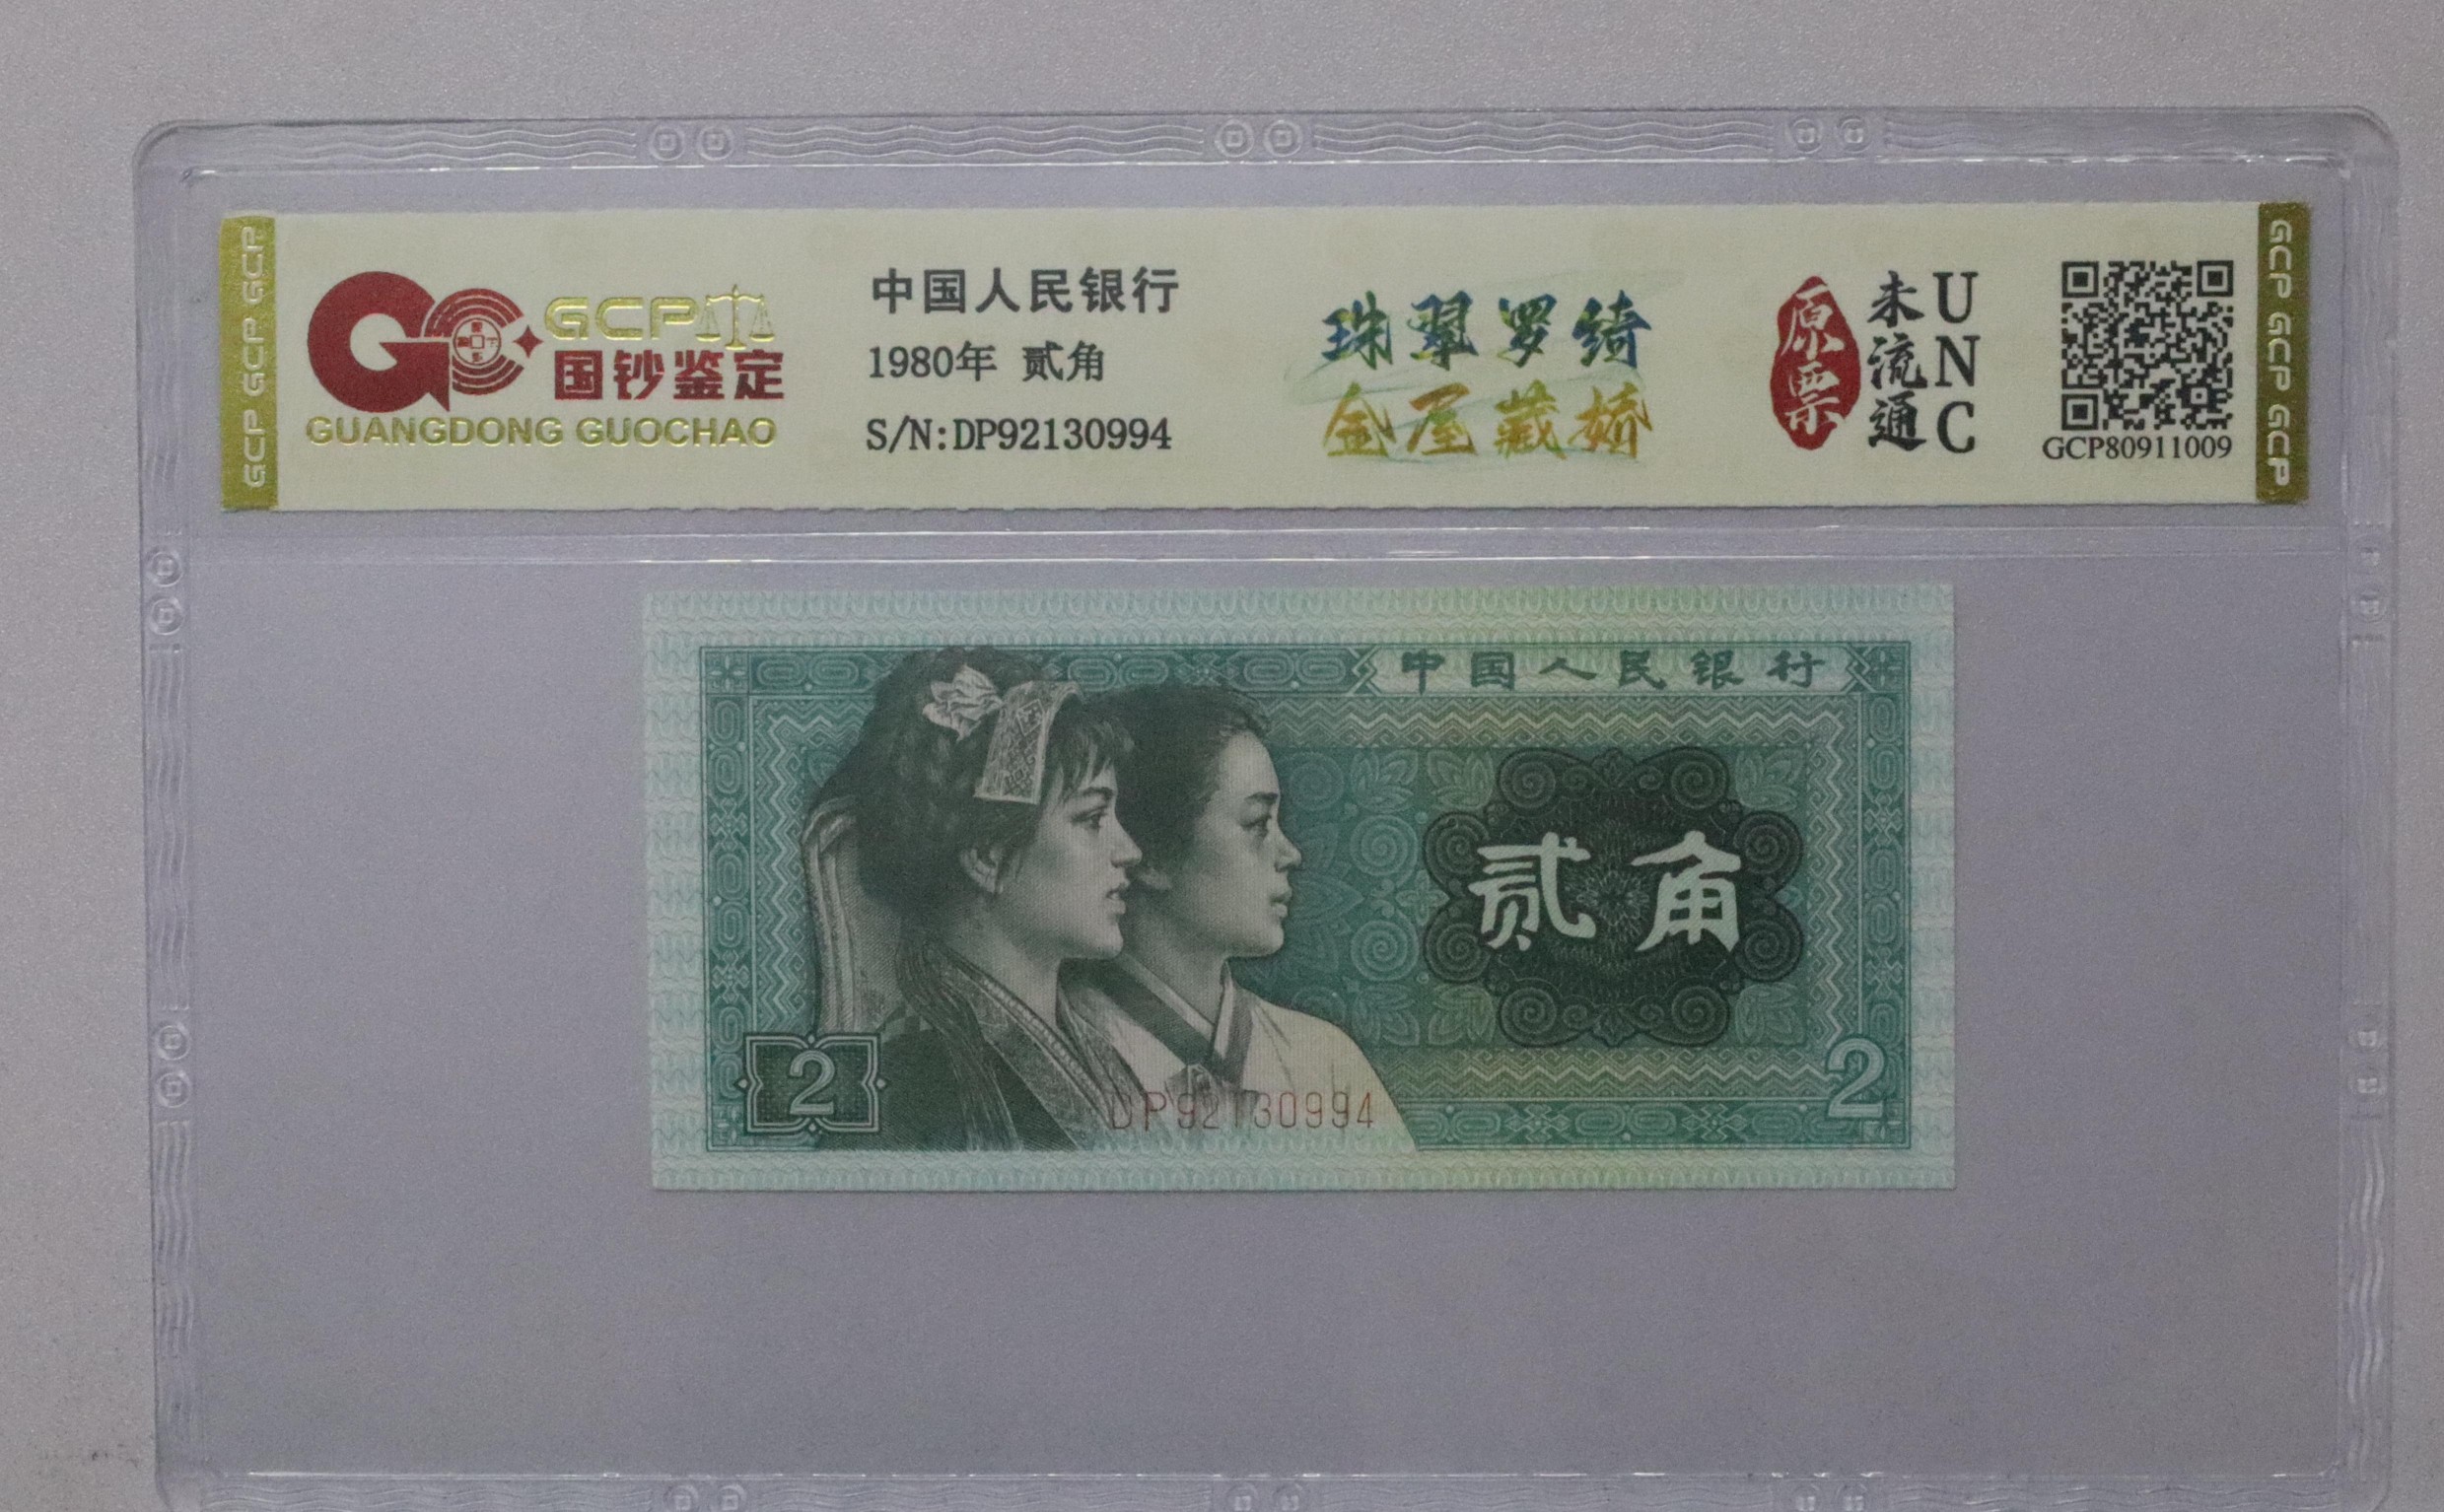 GCP GCP GCP
GCP
国钞鉴定
GUANGDONG GUOCHAO
中国人民银行
1980年 贰角
S/N:DP92130994
珠翠罗绮
金屋藏娇
原票
未流通
UNC
GCP80911009
GCP GCP GCP
中国人民银行
贰角
2
2
DP92130994